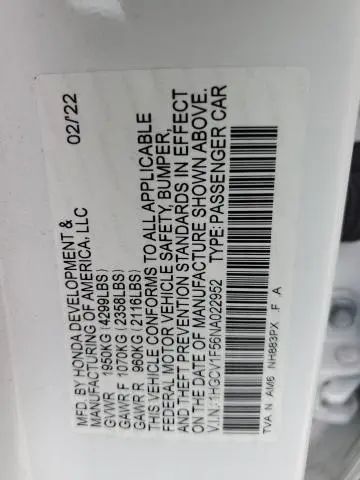 MFD. BY HONDA DEVELOPMENT &
MANUFACTURING OF AMERICA, LLC 02/22
GVWR 1950KG(4299LBS)
GAWR F 1070KG(2358LBS)
GAWR R 960KG(2116LBS)
THIS VEHICLE CONFORMS TO ALL APPLICABLE
FEDERAL MOTOR VEHICLE SAFETY, BUMPER,
AND THEFT PREVENTION STANDARDS IN EFFECT
ON THE DATE OF MANUFACTURE SHOWN ABOVE.
V.I.N.:1HGCV1F56NA022952 TYPE:PASSENGER CAR
TVA N AM6 NH883PX F A